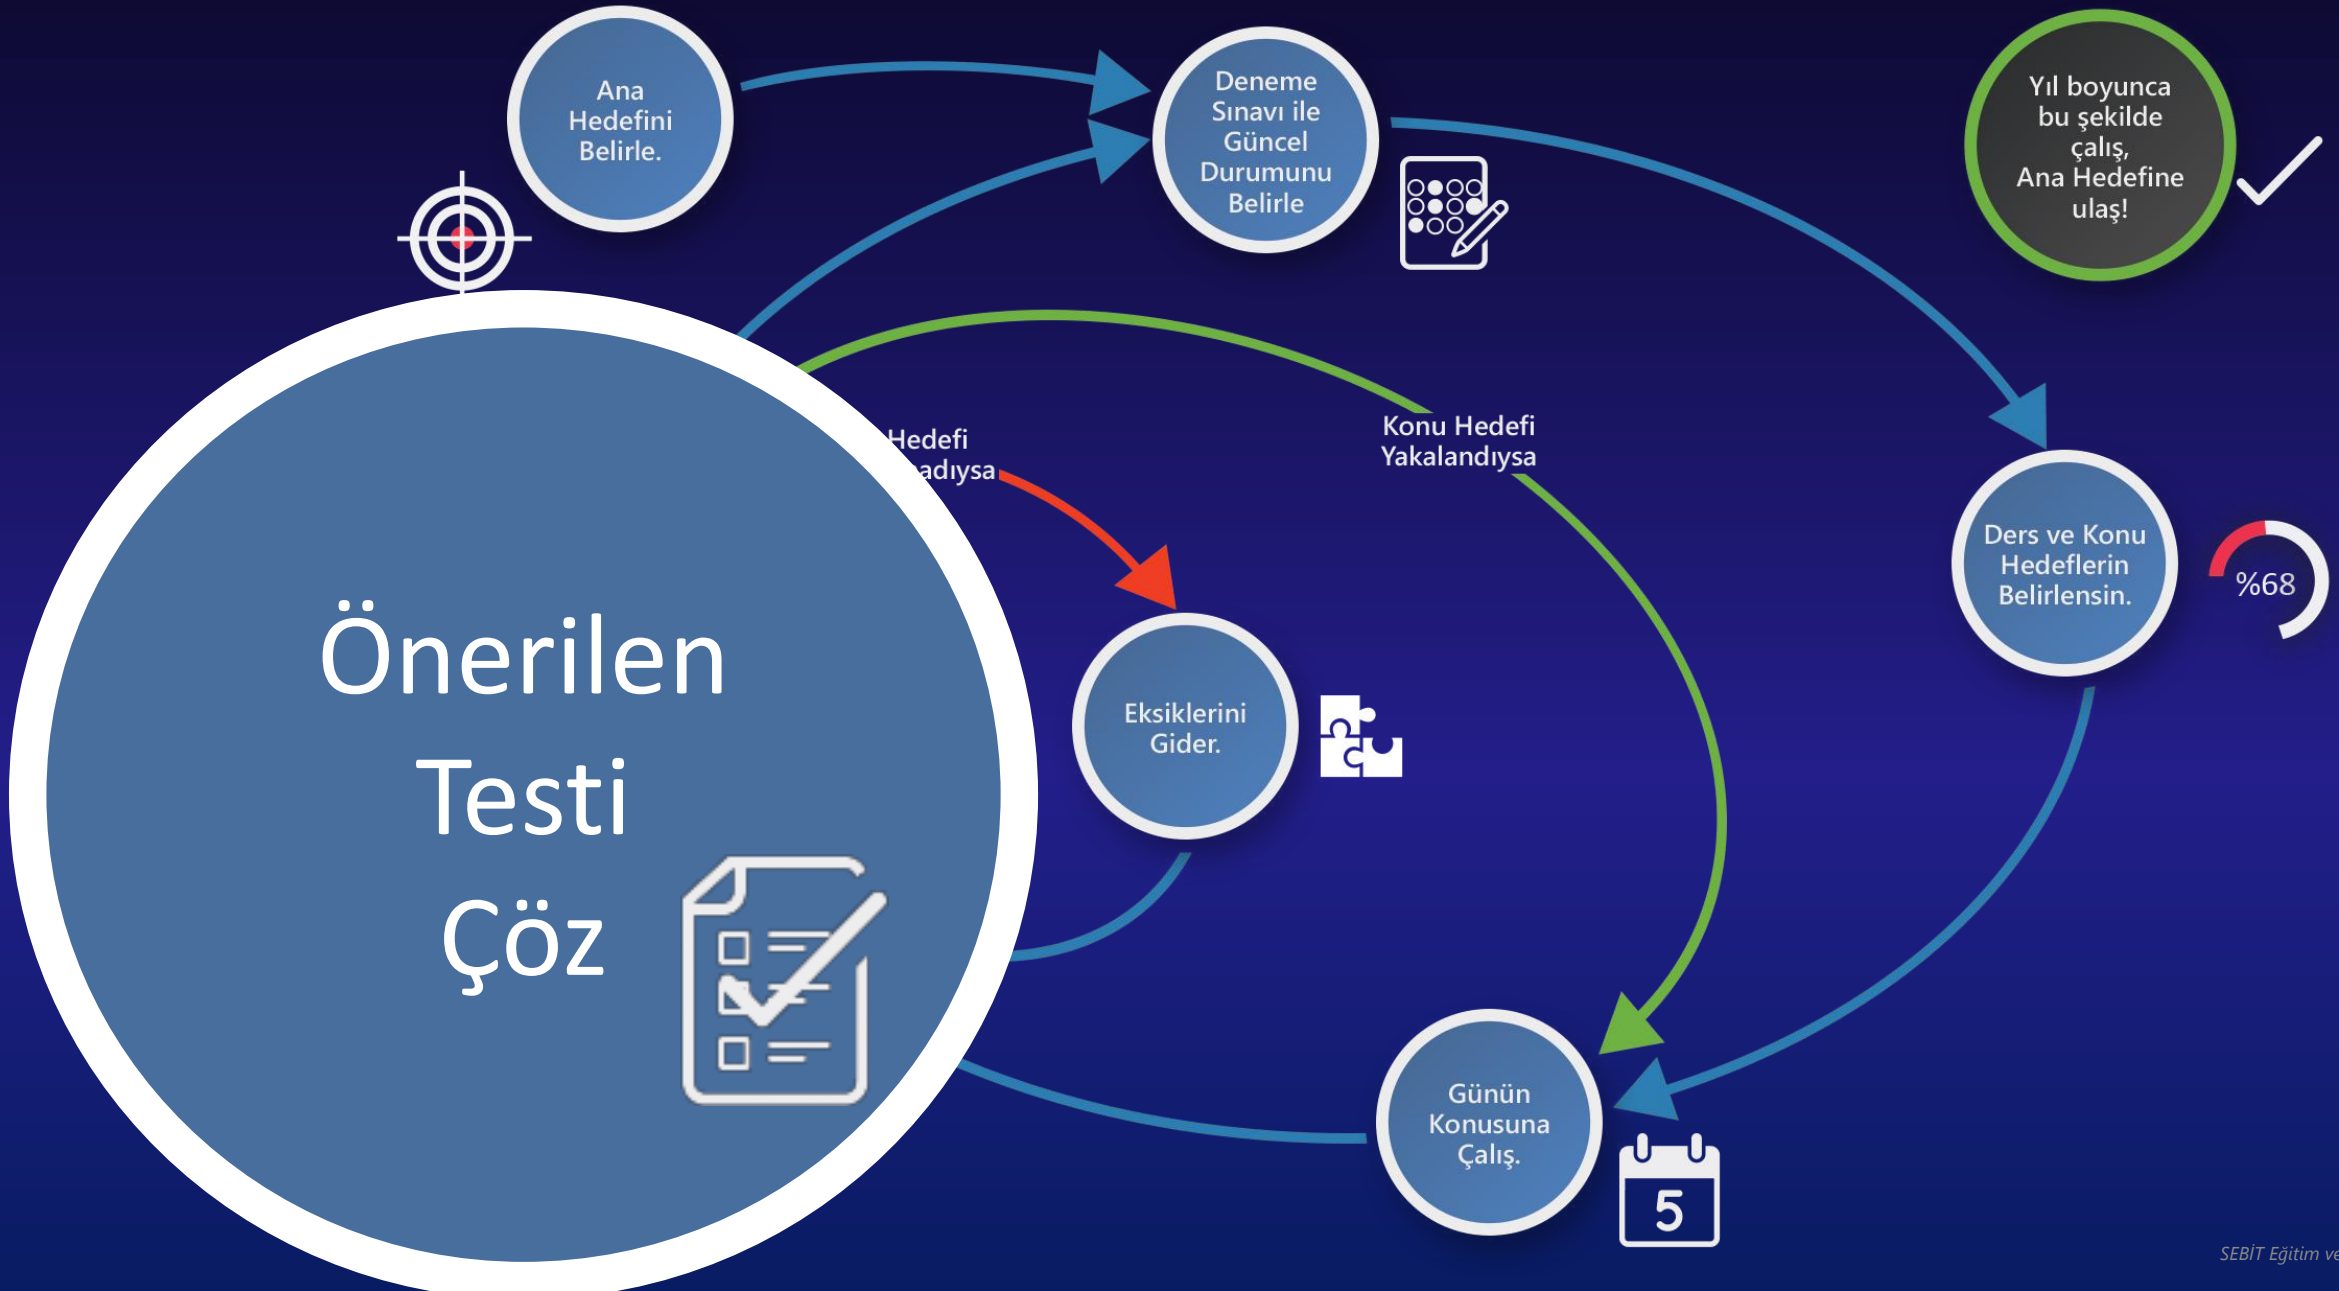 Ana
Hedefini
Belirle.
Deneme
Sınavı ile
Güncel
Durumunu
Belirle
Yıl boyunca
bu şekilde
çalış,
Ana Hedefine
ulaş!
Hedefi
Konu Hedefi
Yakalandıysa
Ders ve Konu
Hedeflerin
Belirlensin.
%68
Önerilen
Testi
Çöz
Eksiklerini
Gider.
Günün
Konusuna
Çalış.
5
SEBİT Eğitim ve